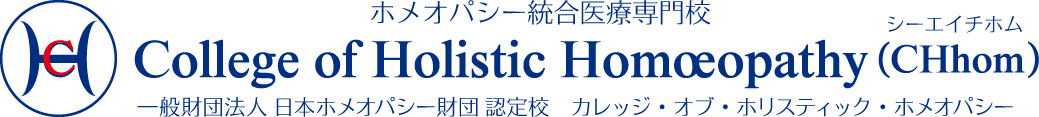 ホメオパシー統合医療専門校
シーエイチホム
CH
College of Holistic Homœopathy (CHhom)
一般財団法人 日本ホメオパシー財団 認定校　カレッジ・オブ・ホリスティック・ホメオパシー